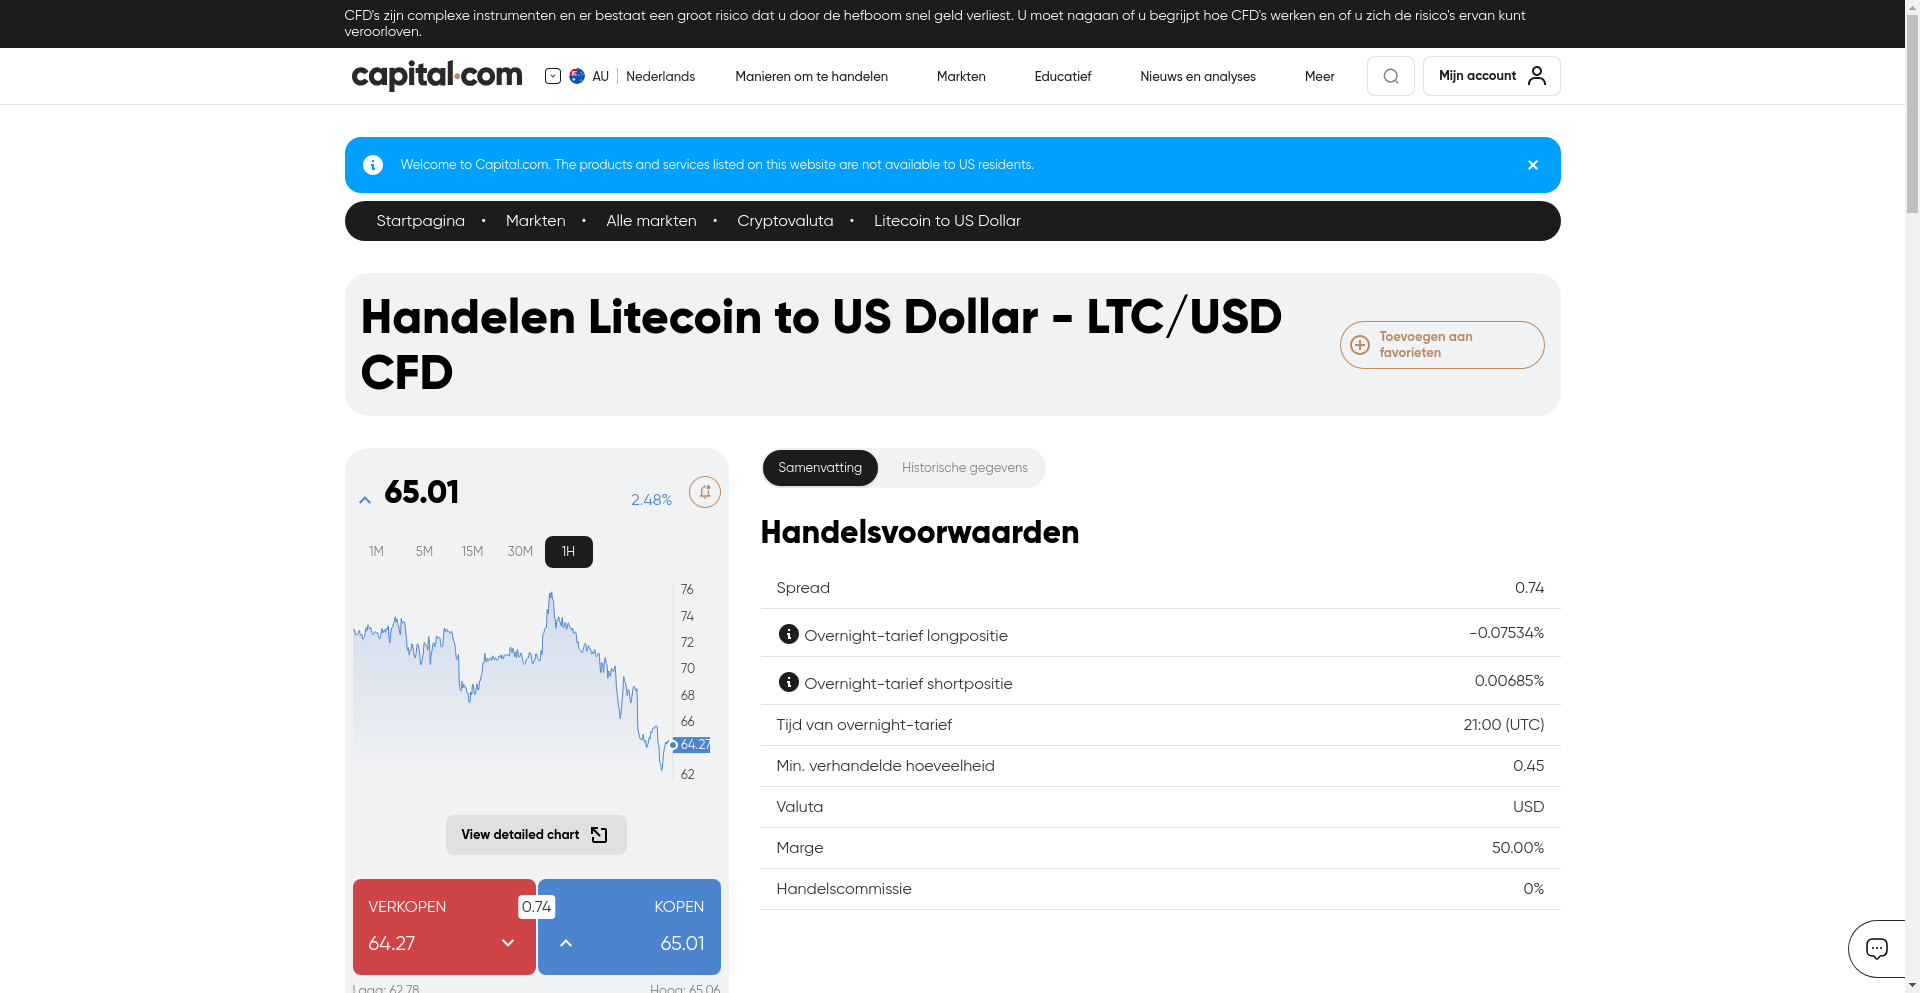 CFD's zijn complexe instrumenten en er bestaat een groot risico dat u door de hefboom snel geld verliest. U moet nagaan of u begrijpt hoe CFD's werken en of u zich de risico's ervan kunt
veroorloven.
capital.com
AU
Nederlands
Manieren om te handelen
Markten
Educatief
Nieuws en analyses
Meer
Mijn account
Welcome to Capital.com. The products and services listed on this website are not available to US residents.
Startpagina • Markten • Alle markten • Cryptovaluta • Litecoin to US Dollar
Handelen Litecoin to US Dollar - LTC/USD
CFD
Toevoegen aan
favorieten
65.01
2.48%
1M 5M 15M 30M 1H
76
74
72
70
68
66
64.27
62
View detailed chart
VERKOPEN
0.74
KOPEN
64.27
65.01
Laag: 62.78
Hoog: 65.06
Samenvatting
Historische gegevens
Handelsvoorwaarden
Spread 0.74
Overnight-tarief longpositie -0.07534%
Overnight-tarief shortpositie 0.00685%
Tijd van overnight-tarief 21:00 (UTC)
Min. verhandelde hoeveelheid 0.45
Valuta USD
Marge 50.00%
Handelscommissie 0%